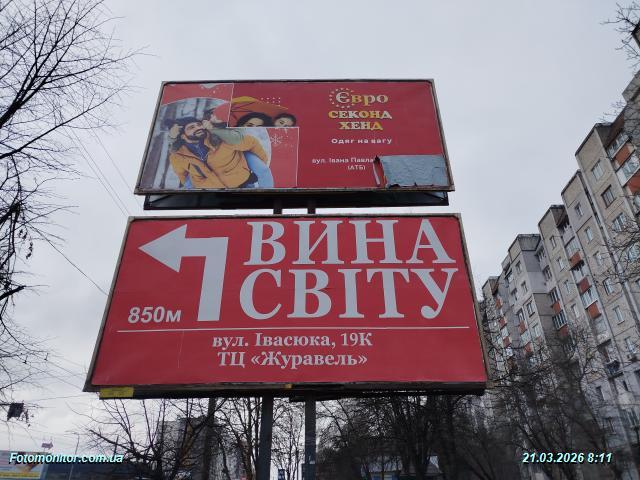 Євро
СЕКОНД
ХЕНД
Одяг на вагу
вул. Івана Павла
(АТБ)
ВИНА
СВІТУ
850м
вул. Івасюка, 19К
ТЦ «Журавель»
Fotomonitor.com.ua
21.03.2026 8:11